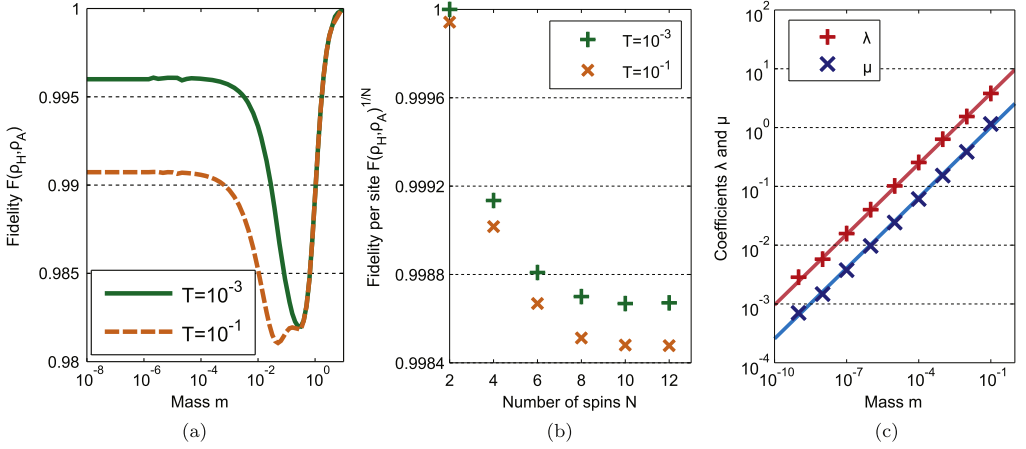 Fidelity F(ρ_H,ρ_A)
1
0.995
0.99
0.985
0.98
T=10^-3
T=10^-1
10^-8 10^-6 10^-4 10^-2 10^0
Mass m
(a)
Fidelity per site F(ρ_H,ρ_A)^1/N
1
0.9996
0.9992
0.9988
0.9984
T=10^-3
T=10^-1
2 4 6 8 10 12
Number of spins N
(b)
Coefficients λ and μ
10^2
10^1
10^0
10^-1
10^-2
10^-3
10^-4
λ
μ
10^-10 10^-7 10^-4 10^-1
Mass m
(c)